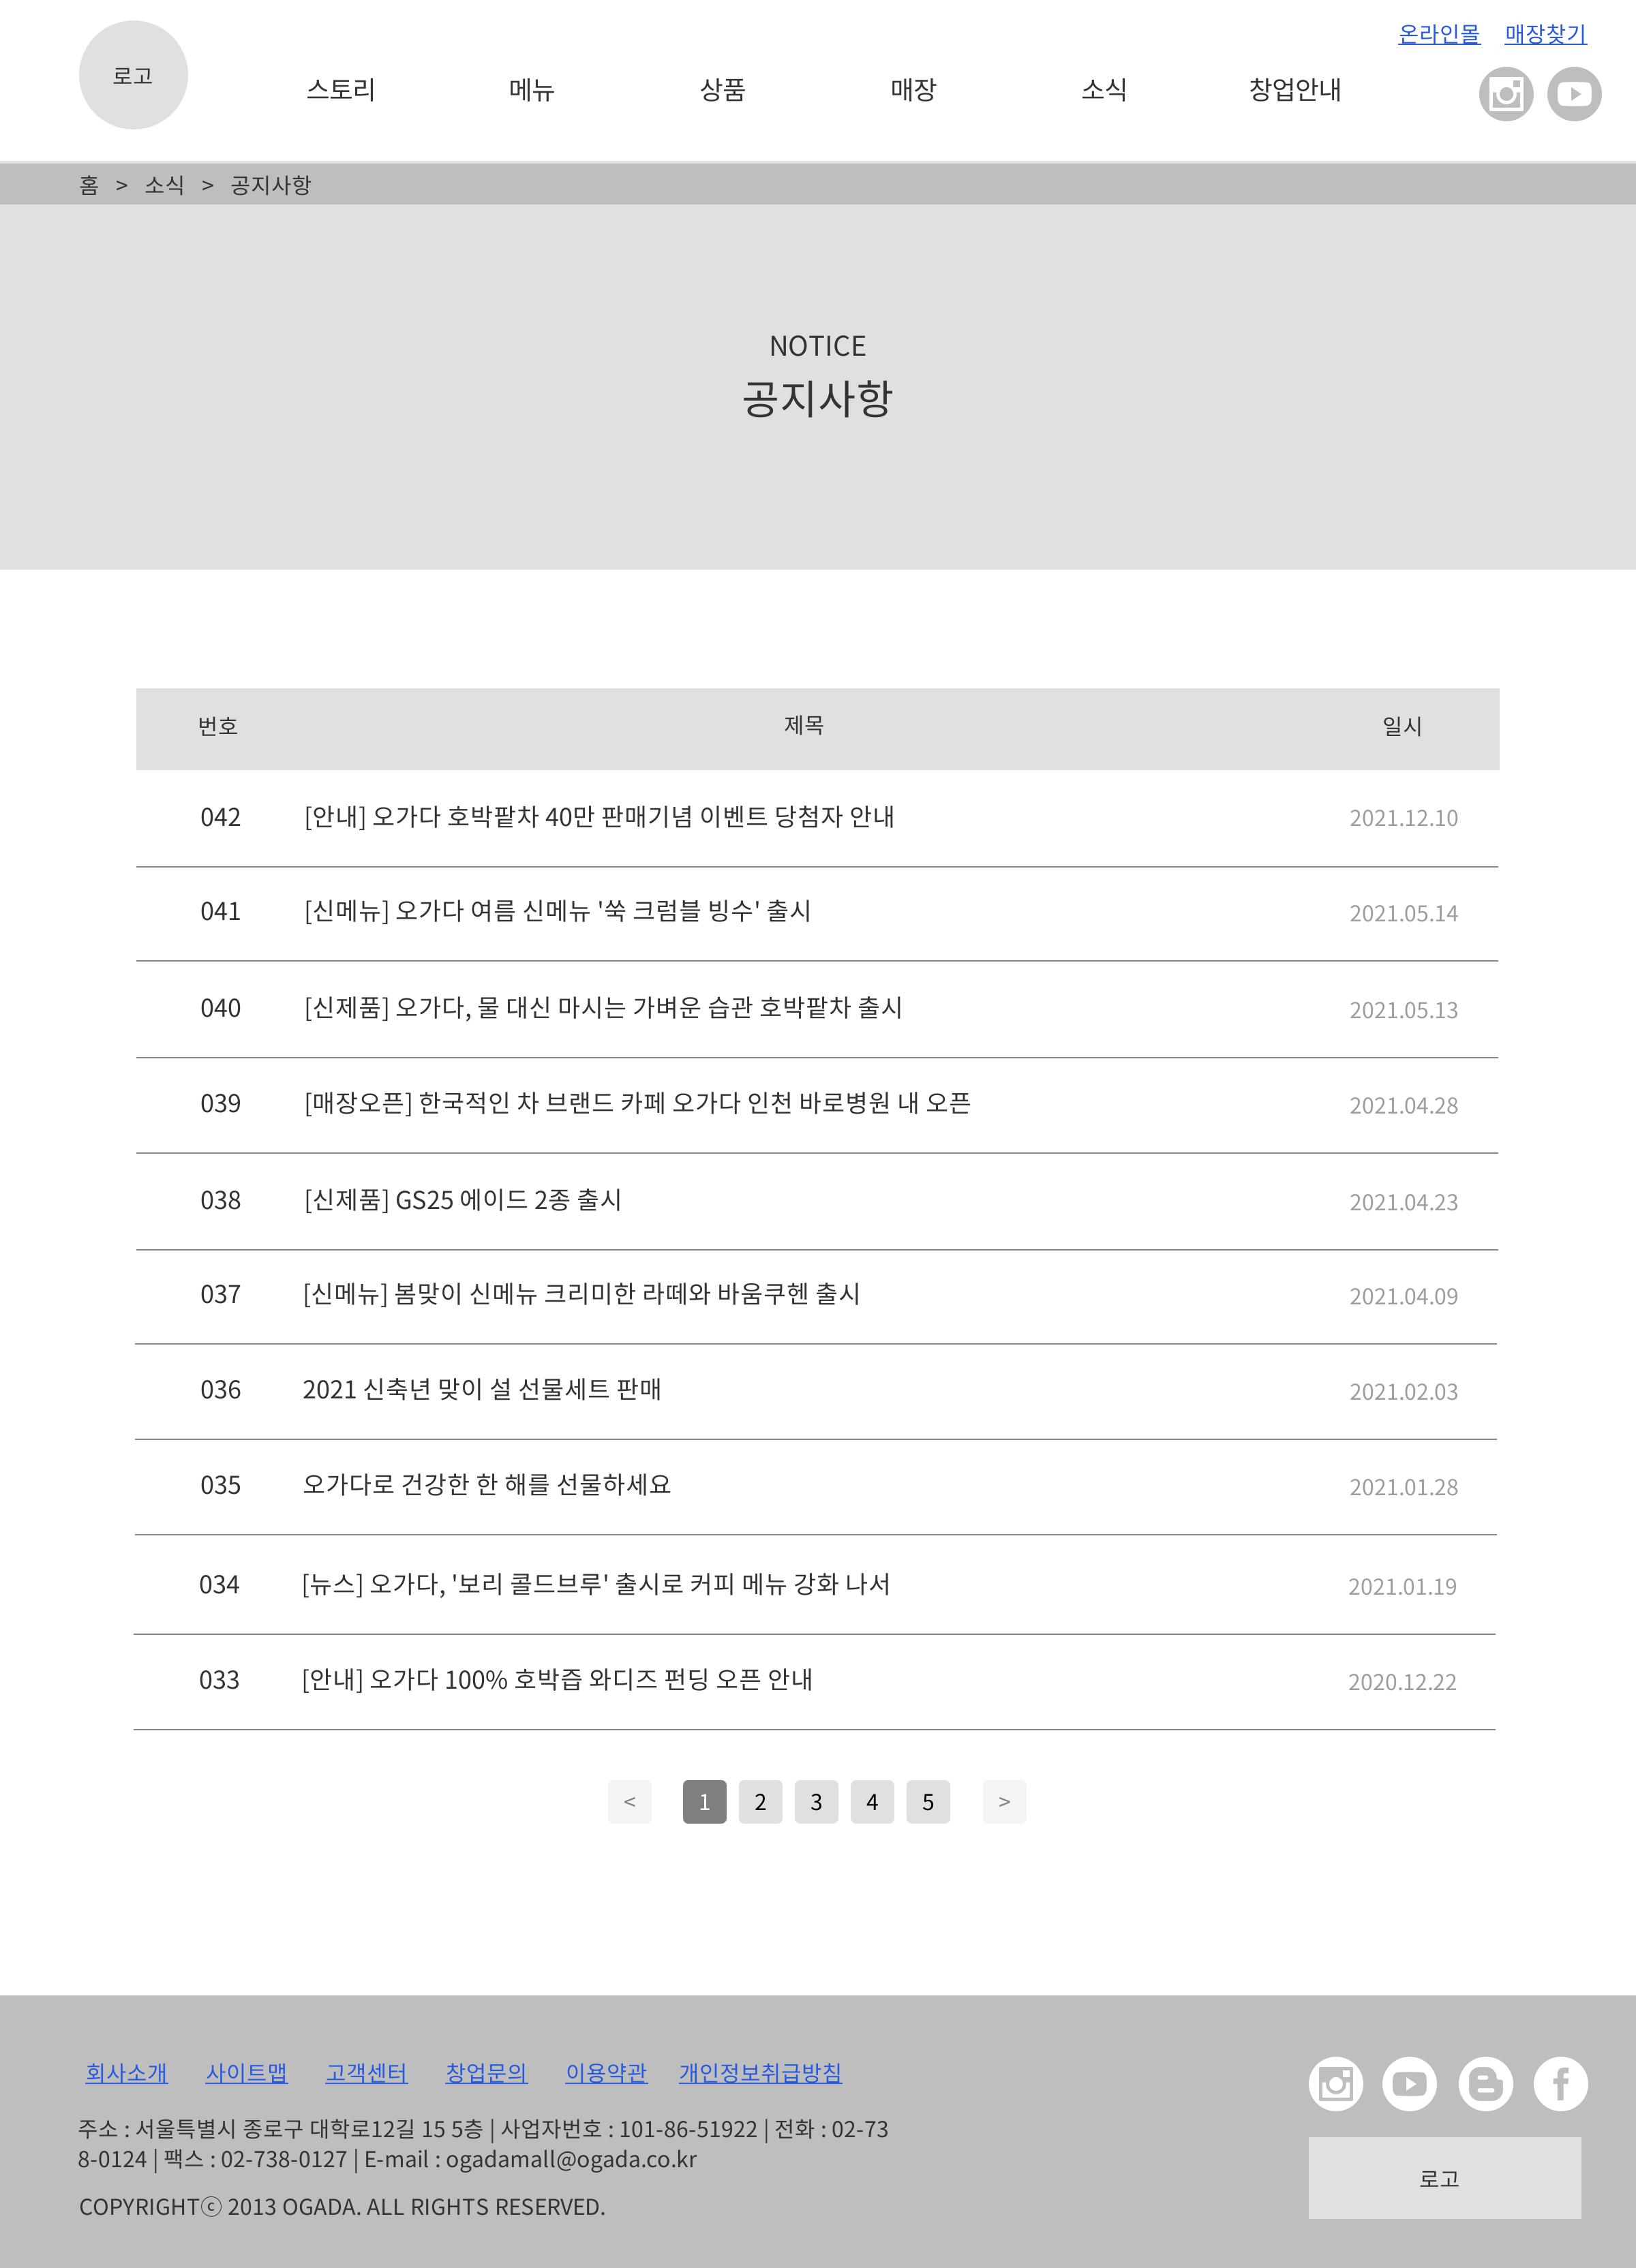 온라인몰 매장찾기
로고
스토리 메뉴 상품 매장 소식 창업안내
홈 > 소식 > 공지사항
NOTICE
공지사항
번호 제목 일시
042 [안내] 오가다 호박팥차 40만 판매기념 이벤트 당첨자 안내 2021.12.10
041 [신메뉴] 오가다 여름 신메뉴 '쑥 크럼블 빙수' 출시 2021.05.14
040 [신제품] 오가다, 물 대신 마시는 가벼운 습관 호박팥차 출시 2021.05.13
039 [매장오픈] 한국적인 차 브랜드 카페 오가다 인천 바로병원 내 오픈 2021.04.28
038 [신제품] GS25 에이드 2종 출시 2021.04.23
037 [신메뉴] 봄맞이 신메뉴 크리미한 라떼와 바움쿠헨 출시 2021.04.09
036 2021 신축년 맞이 설 선물세트 판매 2021.02.03
035 오가다로 건강한 한 해를 선물하세요 2021.01.28
034 [뉴스] 오가다, '보리 콜드브루' 출시로 커피 메뉴 강화 나서 2021.01.19
033 [안내] 오가다 100% 호박즙 와디즈 펀딩 오픈 안내 2020.12.22
< 1 2 3 4 5 >
회사소개 사이트맵 고객센터 창업문의 이용약관 개인정보취급방침
주소 : 서울특별시 종로구 대학로12길 15 5층 | 사업자번호 : 101-86-51922 | 전화 : 02-73
8-0124 | 팩스 : 02-738-0127 | E-mail : ogadamall@ogada.co.kr
로고
COPYRIGHTⓒ 2013 OGADA. ALL RIGHTS RESERVED.